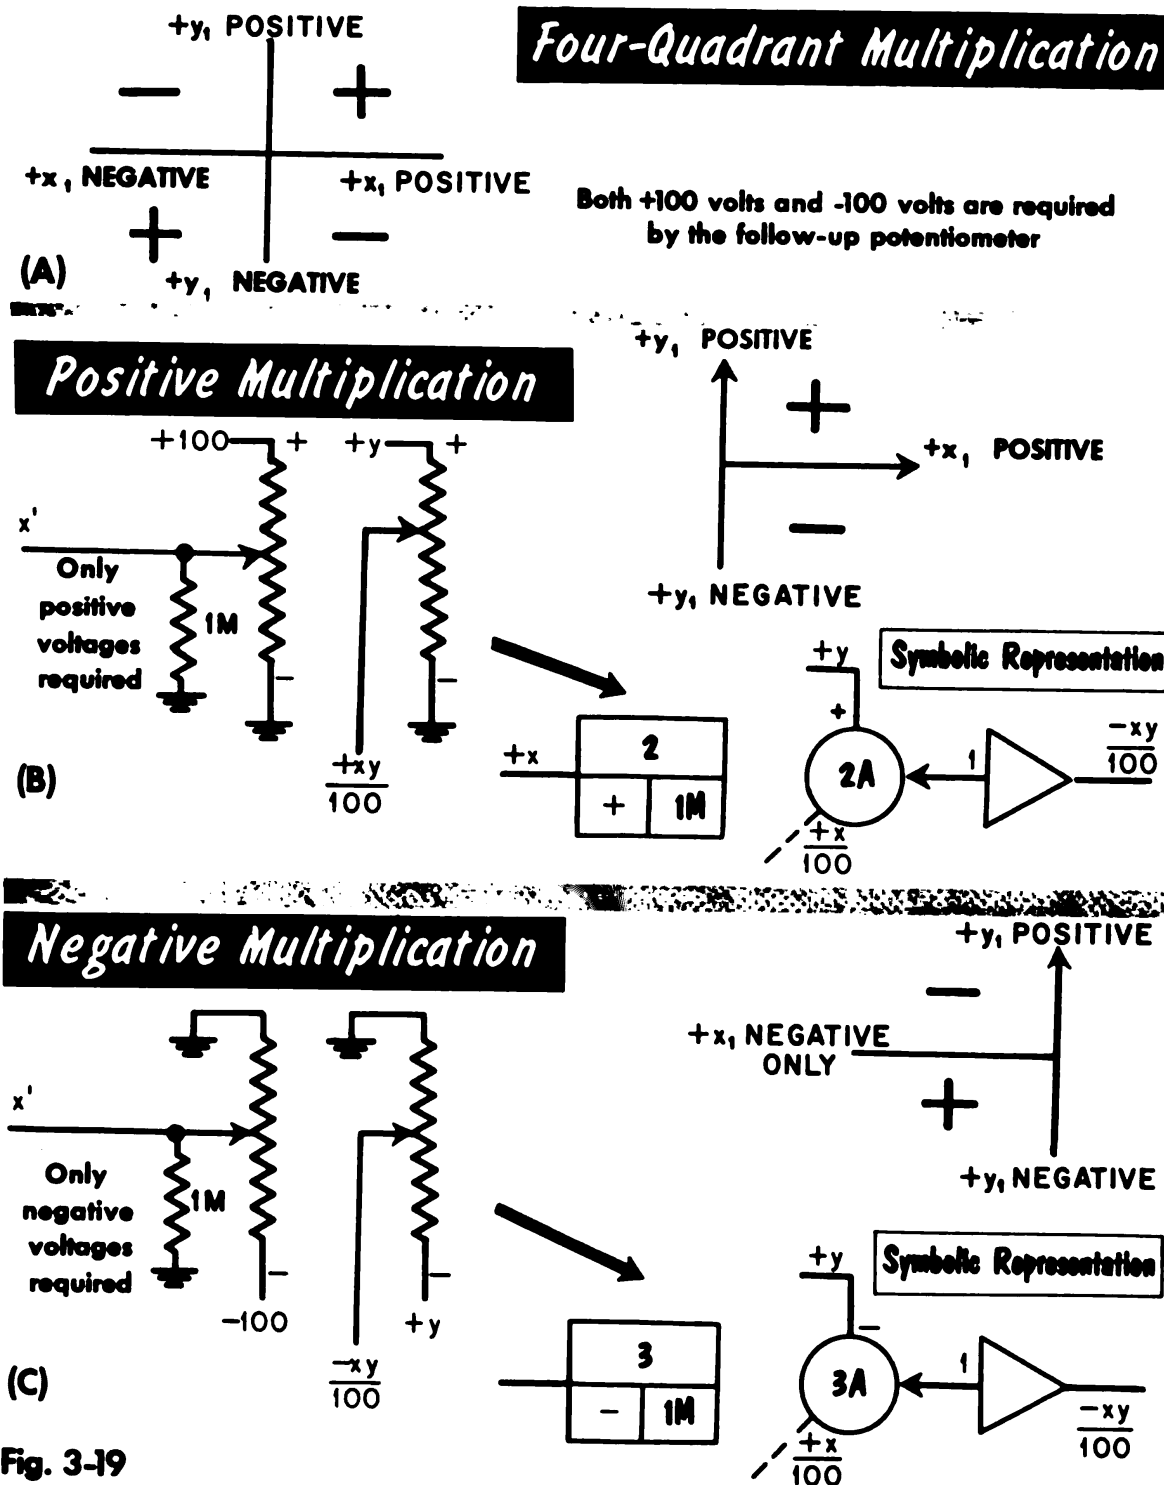 Four-Quadrant Multiplication
+y₁ POSITIVE
− +
+x₁ NEGATIVE +x₁ POSITIVE
+ −
+y₁ NEGATIVE
(A)
Both +100 volts and -100 volts are required
by the follow-up potentiometer
Positive Multiplication
+100 + +y +
x'
Only
positive
voltages
required
1M
− −
+xy
100
(B)
+y₁ POSITIVE
+
+x₁ POSITIVE
−
+y₁ NEGATIVE
Symbolic Representation
+x
2
+ 1M
+y
+
2A
1
−xy
100
+x
100
Negative Multiplication
x'
Only
negative
voltages
required
1M
− −
-100 +y
−xy
100
(C)
+y₁ POSITIVE
−
+x₁ NEGATIVE
ONLY
+
+y₁ NEGATIVE
Symbolic Representation
3
− 1M
+y
−
3A
1
−xy
100
+x
100
Fig. 3-19